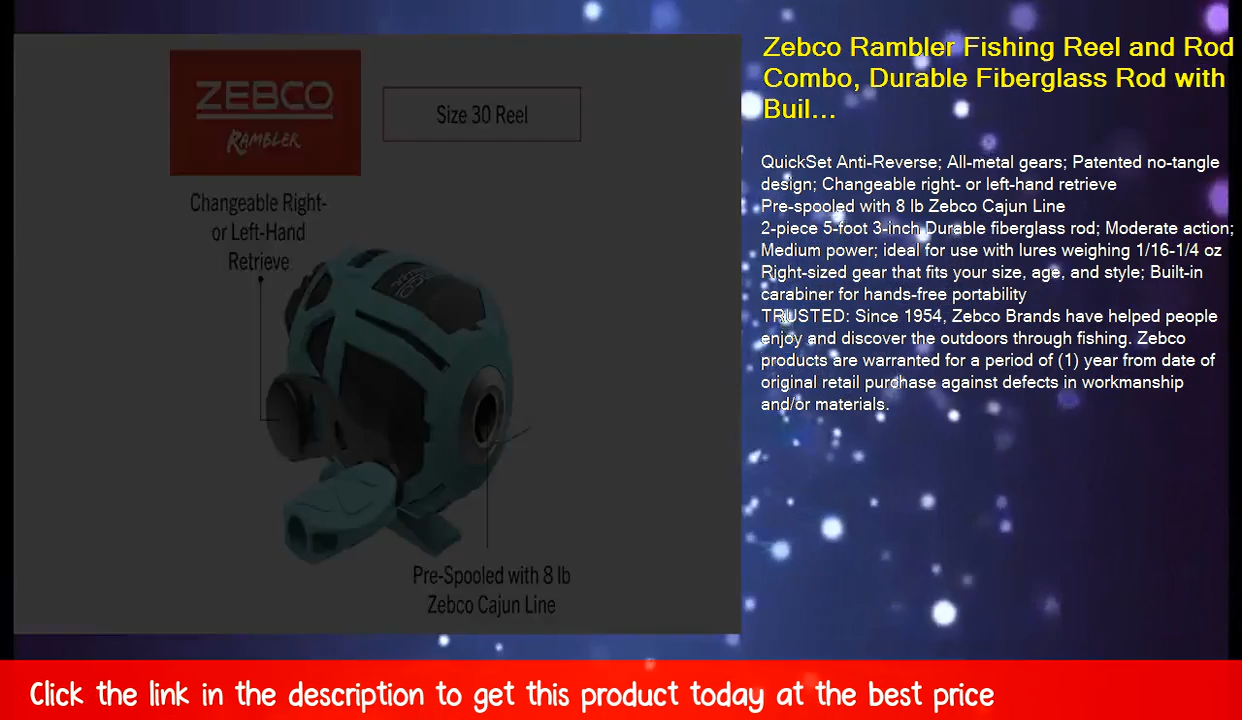 ZEBCO
RAMBLER
Size 30 Reel
Changeable Right-
or Left-Hand
Retrieve
Pre-Spooled with 8 lb
Zebco Cajun Line
Zebco Rambler Fishing Reel and Rod
Combo, Durable Fiberglass Rod with
Buil...
QuickSet Anti-Reverse; All-metal gears; Patented no-tangle
design; Changeable right- or left-hand retrieve
Pre-spooled with 8 lb Zebco Cajun Line
2-piece 5-foot 3-inch Durable fiberglass rod; Moderate action;
Medium power; ideal for use with lures weighing 1/16-1/4 oz
Right-sized gear that fits your size, age, and style; Built-in
carabiner for hands-free portability
TRUSTED: Since 1954, Zebco Brands have helped people
enjoy and discover the outdoors through fishing. Zebco
products are warranted for a period of (1) year from date of
original retail purchase against defects in workmanship
and/or materials.
Click the link in the description to get this product today at the best price